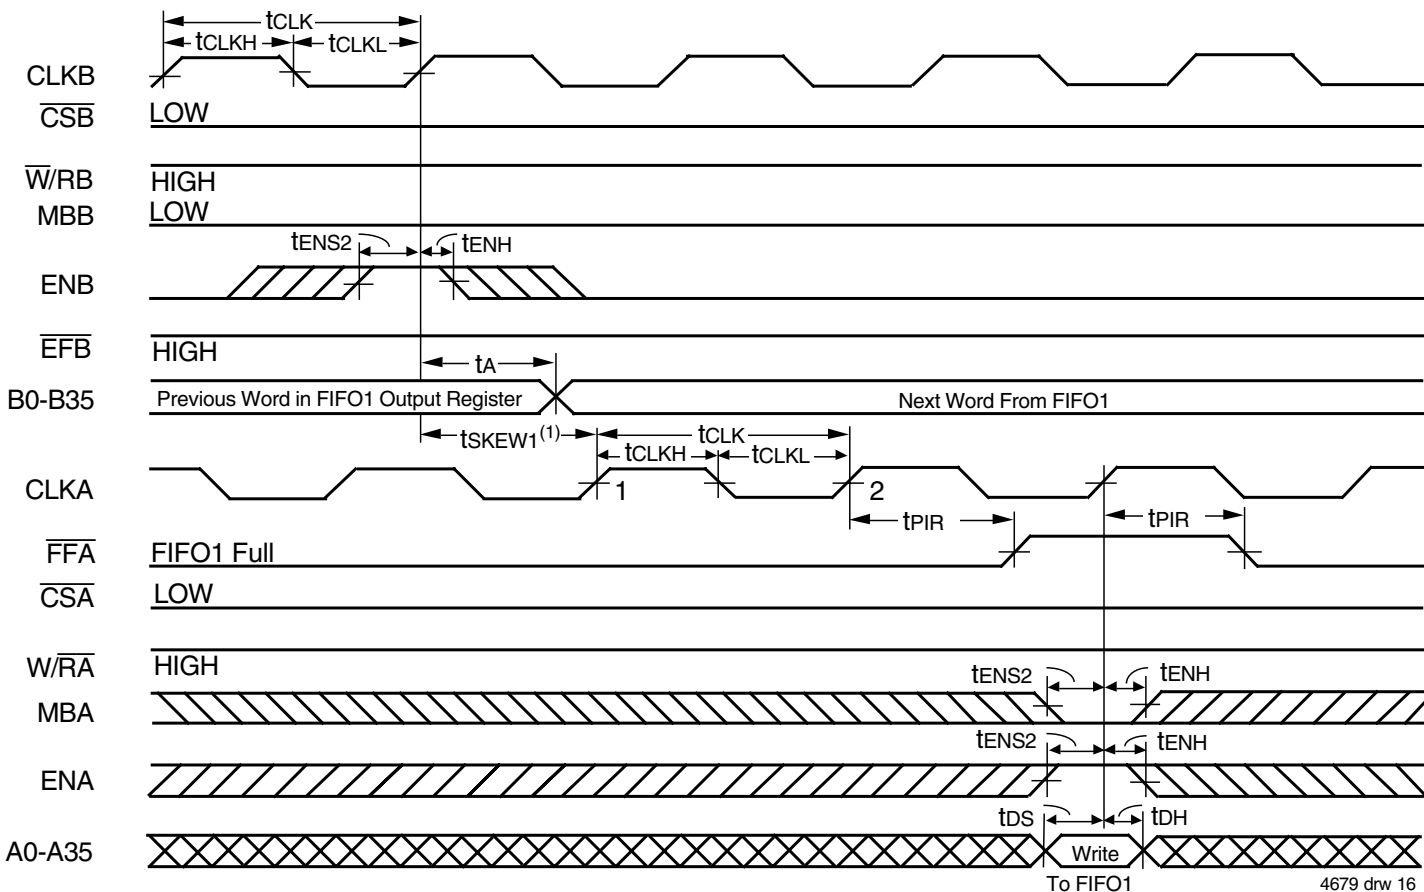 tCLK
tCLKH tCLKL
CLKB
CSB LOW
W/RB HIGH
MBB LOW
tENS2 tENH
ENB
EFB HIGH
tA
B0-B35 Previous Word in FIFO1 Output Register Next Word From FIFO1
tSKEW1(1) tCLK
tCLKH tCLKL
CLKA 1 2
tPIR tPIR
FFA FIFO1 Full
CSA LOW
W/RA HIGH
tENS2 tENH
MBA
tENS2 tENH
ENA
tDS tDH
A0-A35 Write
To FIFO1
4679 drw 16